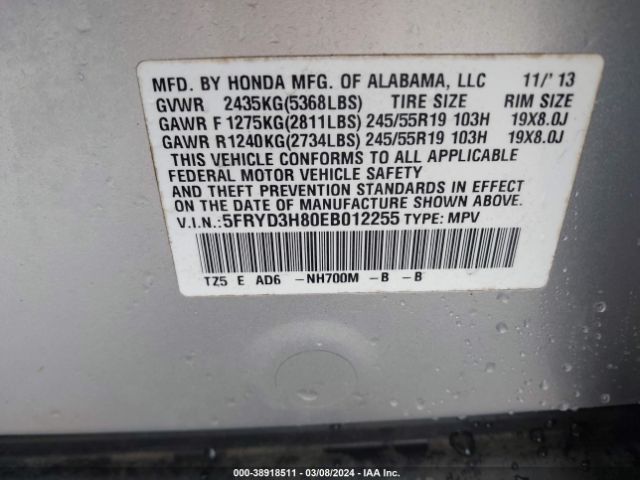 MFD. BY HONDA MFG. OF ALABAMA, LLC 11/'13
GVWR 2435KG(5368LBS) TIRE SIZE RIM SIZE
GAWR F 1275KG(2811LBS) 245/55R19 103H 19X8.0J
GAWR R 1240KG(2734LBS) 245/55R19 103H 19X8.0J
THIS VEHICLE CONFORMS TO ALL APPLICABLE
FEDERAL MOTOR VEHICLE SAFETY
AND THEFT PREVENTION STANDARDS IN EFFECT
ON THE DATE OF MANUFACTURE SHOWN ABOVE.
V.I.N.:5FRYD3H80EB012255 TYPE: MPV
TZ5 E AD6 -NH700M -B -B
000-38918511 - 03/08/2024 - IAA Inc.